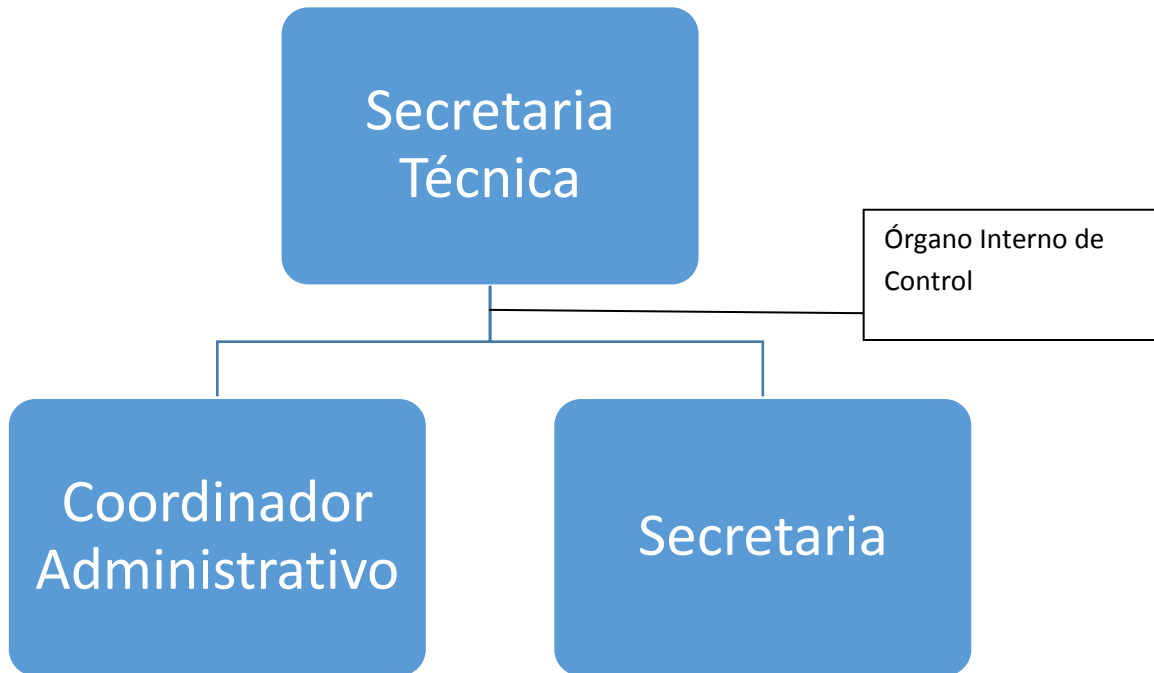 Secretaria
Técnica
Órgano Interno de
Control
Coordinador
Administrativo
Secretaria